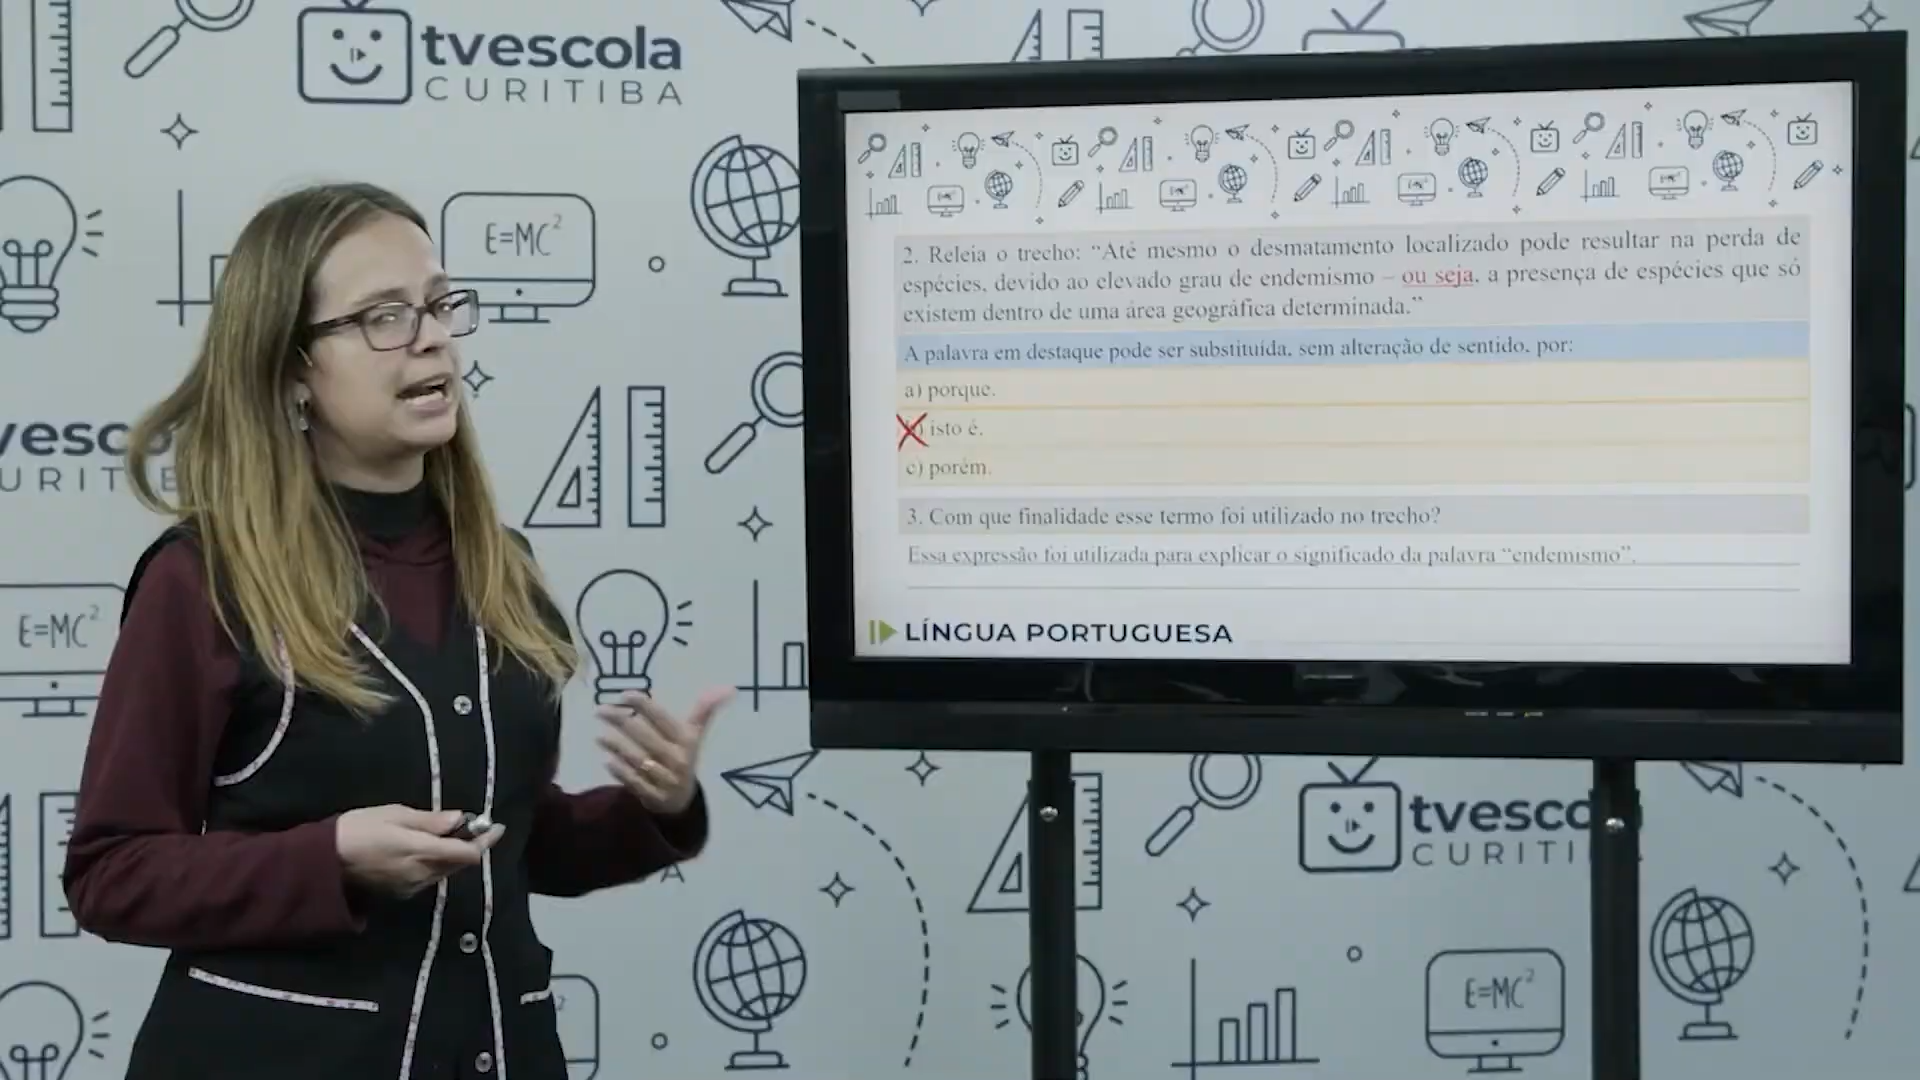 tvescola
CURITIBA
E=MC²
E=MC²
2. Releia o trecho: “Até mesmo o desmatamento localizado pode resultar na perda de
espécies, devido ao elevado grau de endemismo – ou seja, a presença de espécies que só
existem dentro de uma área geográfica determinada.”
A palavra em destaque pode ser substituída, sem alteração de sentido, por:
a) porque.
b) isto é.
c) porém.
3. Com que finalidade esse termo foi utilizado no trecho?
Essa expressão foi utilizada para explicar o significado da palavra “endemismo”.
LÍNGUA PORTUGUESA
tvesco
CURITI
E=MC²